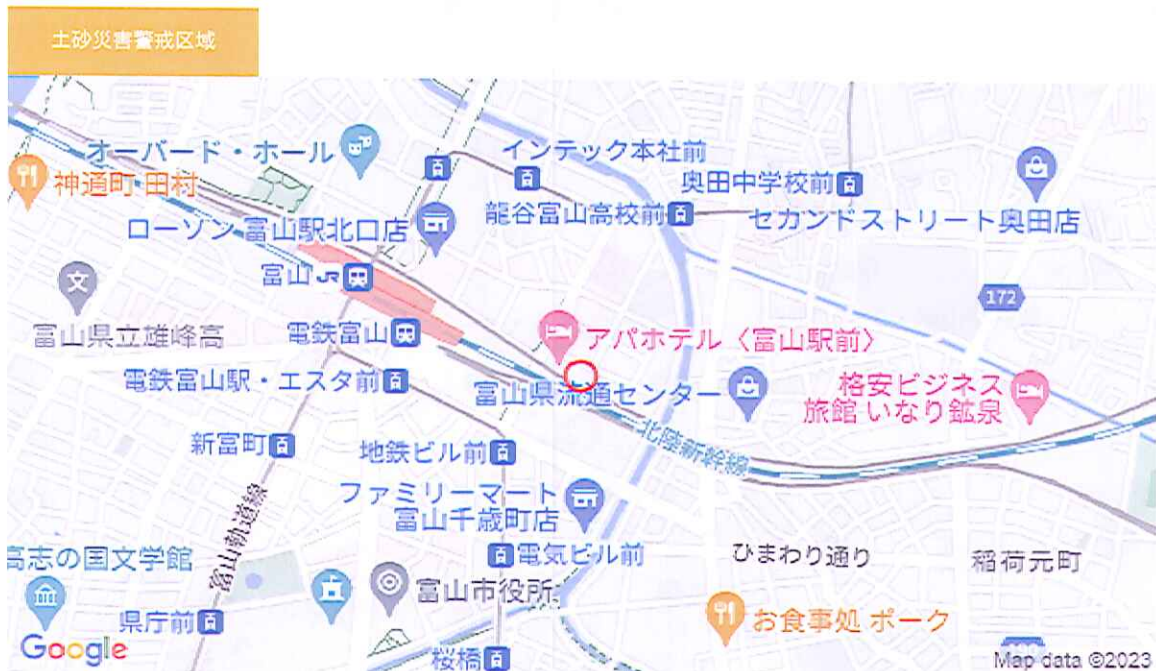 土砂災害警戒区域
オーバード・ホール
インテック本社前
神通町 田村
奥田中学校前
ローソン 富山駅北口店
龍谷富山高校前
セカンドストリート奥田店
富山
JR
172
富山県立雄峰高
電鉄富山
アパホテル〈富山駅前〉
電鉄富山駅・エスタ前
富山県流通センター
格安ビジネス
旅館 いなり鉱泉
新富町
地鉄ビル前
北陸新幹線
ファミリーマート
富山千歳町店
富山軌道線
高志の国文学館
電気ビル前
ひまわり通り
稲荷元町
富山市役所
県庁前
お食事処 ポーク
Google
桜橋
Map data ©2023